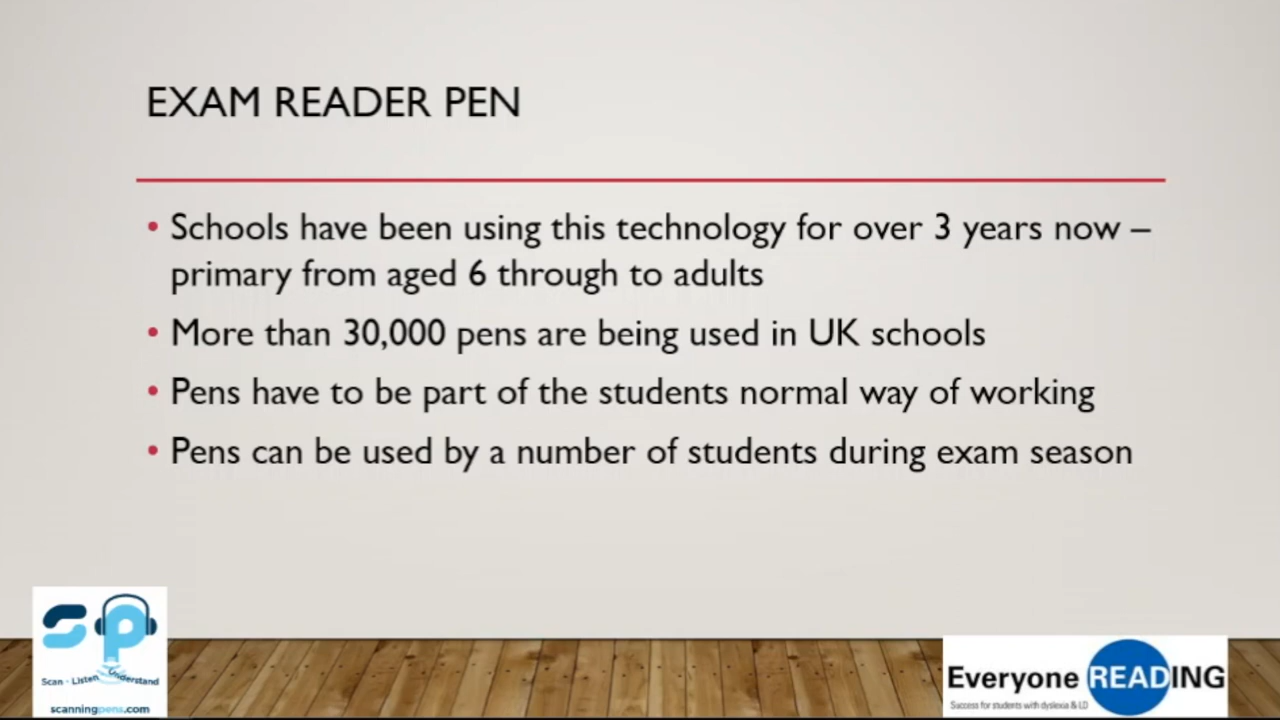 EXAM READER PEN
• Schools have been using this technology for over 3 years now –
primary from aged 6 through to adults
• More than 30,000 pens are being used in UK schools
• Pens have to be part of the students normal way of working
• Pens can be used by a number of students during exam season
sp
Scan · Listen · Understand
scanningpens.com
Everyone READING
Success for students with dyslexia & LD